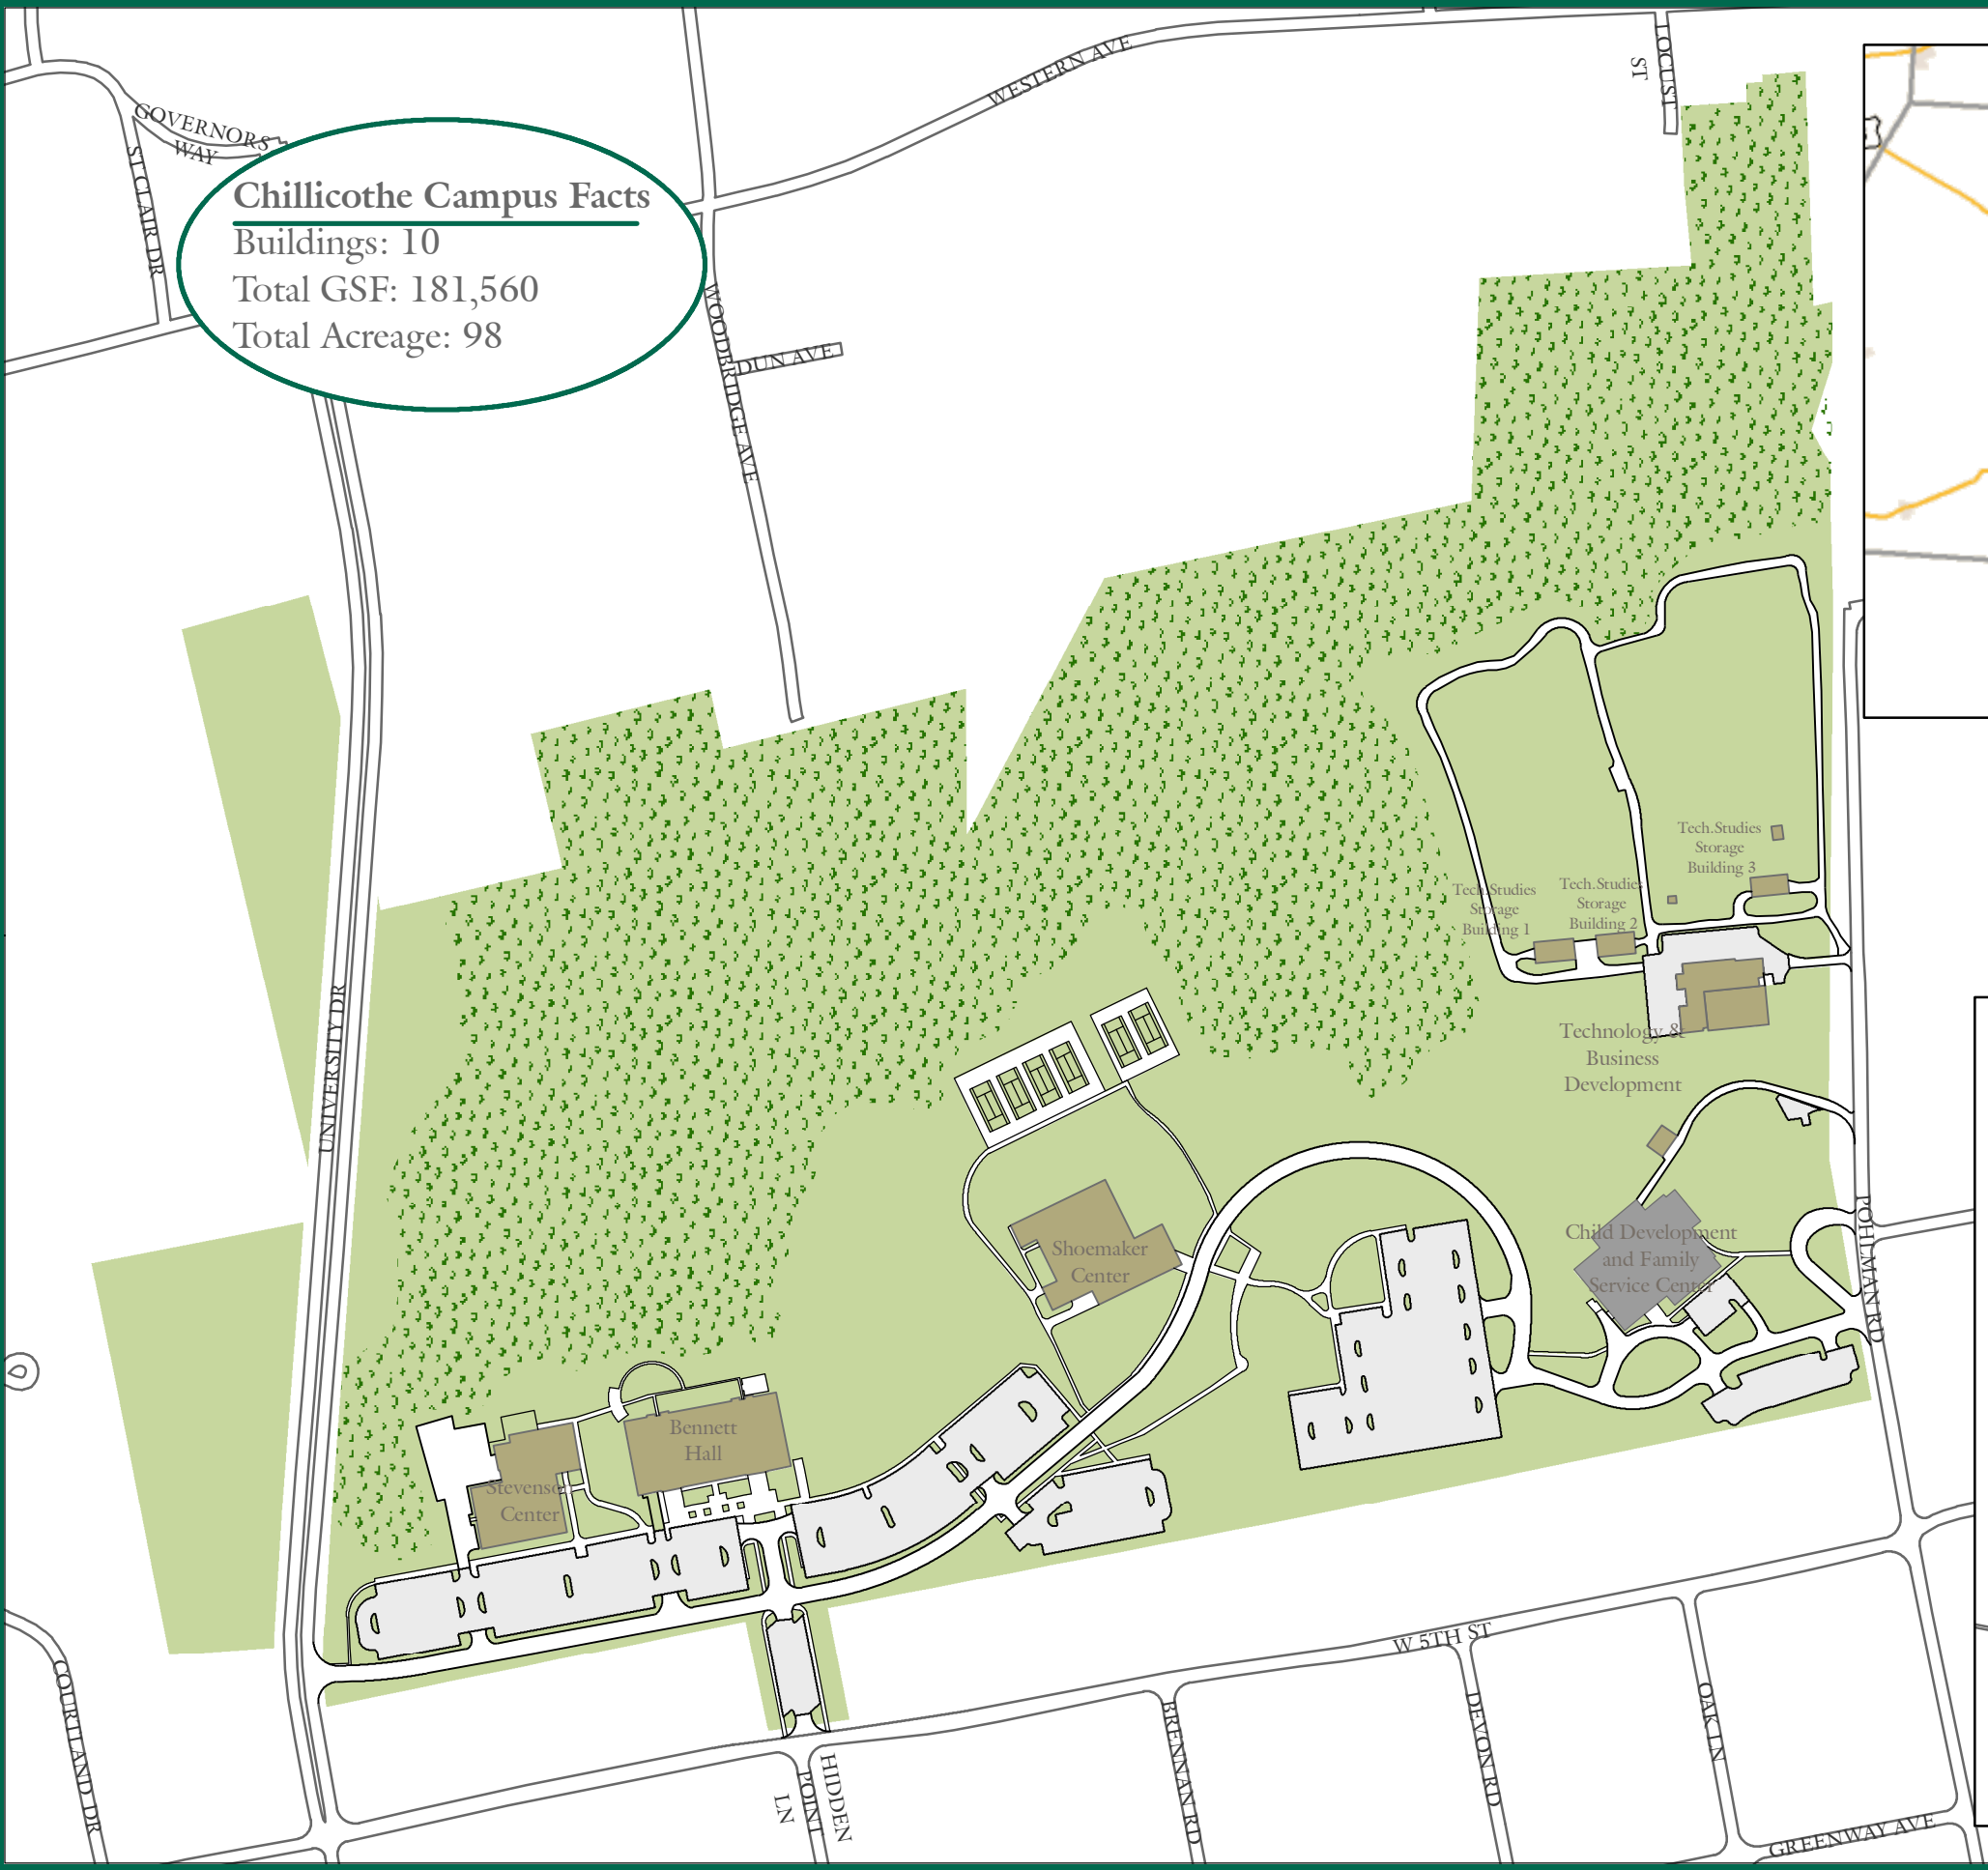 GOVERNORS
WAY
ST CLAIR DR
WESTERN AVE
LOCUST
ST
Chillicothe Campus Facts
Buildings: 10
Total GSF: 181,560
Total Acreage: 98
WOODBRIDGE AVE
DUN AVE
Tech.Studies
Storage
Building 3
Tech.Studies
Storage
Building 1
Tech.Studies
Storage
Building 2
Technology &
Business
Development
UNIVERSITY DR
Shoemaker
Center
Child Development
and Family
Service Center
POHLMAN RD
Bennett
Hall
Stevenson
Center
W 5TH ST
COURTLAND DR
HIDDEN
POINT
LN
BRENNAN RD
DEVON RD
OAK LN
GREENWAY AVE